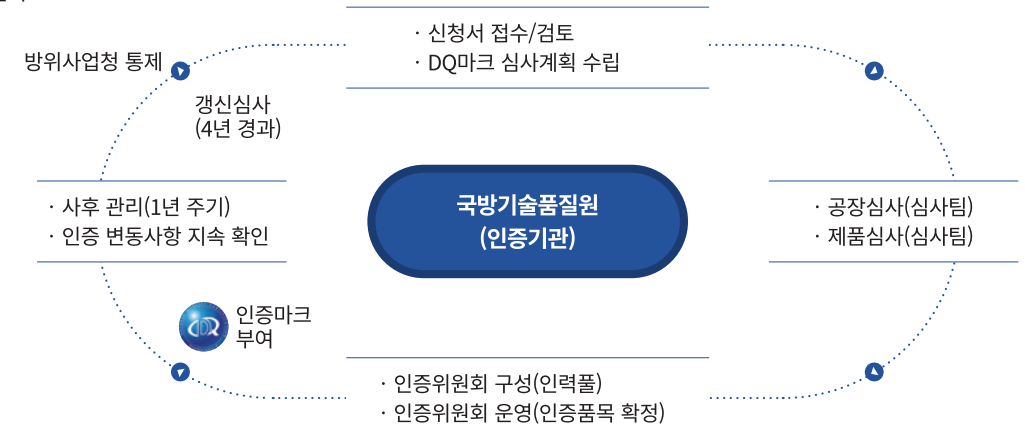 · 신청서 접수/검토
· DQ마크 심사계획 수립
방위사업청 통제
갱신심사
(4년 경과)
· 사후 관리(1년 주기)
· 인증 변동사항 지속 확인
국방기술품질원
(인증기관)
· 공장심사(심사팀)
· 제품심사(심사팀)
DQ
인증마크
부여
· 인증위원회 구성(인력풀)
· 인증위원회 운영(인증품목 확정)